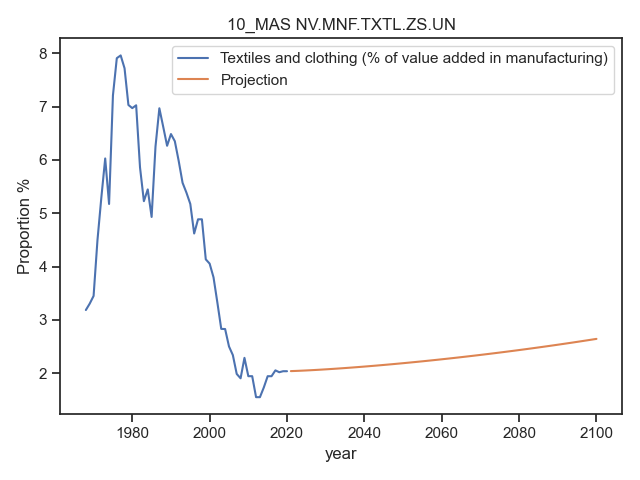 10_MAS NV.MNF.TXTL.ZS.UN
Textiles and clothing (% of value added in manufacturing)
Projection
Proportion %
8
7
6
5
4
3
2
1980
2000
2020
2040
2060
2080
2100
year